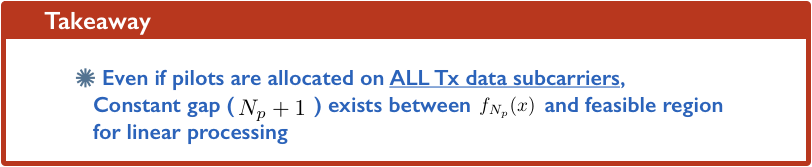 Takeaway
Even if pilots are allocated on ALL Tx data subcarriers,
Constant gap ( N_p + 1 ) exists between f_{N_p}(x) and feasible region
for linear processing